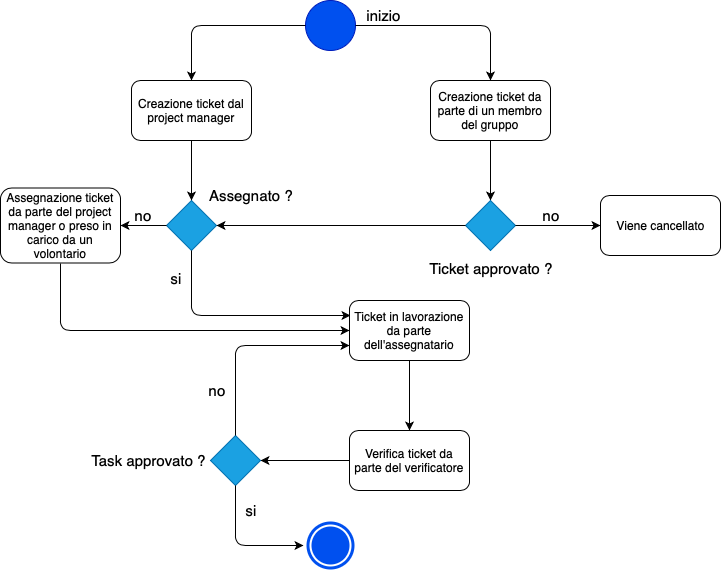 inizio
Creazione ticket dal
project manager
Creazione ticket da
parte di un membro
del gruppo
Assegnato ?
Assegnazione ticket
da parte del project
manager o preso in
carico da un
volontario
no
no
Viene cancellato
Ticket approvato ?
si
Ticket in lavorazione
da parte
dell'assegnatario
no
Task approvato ?
Verifica ticket da
parte del verificatore
si